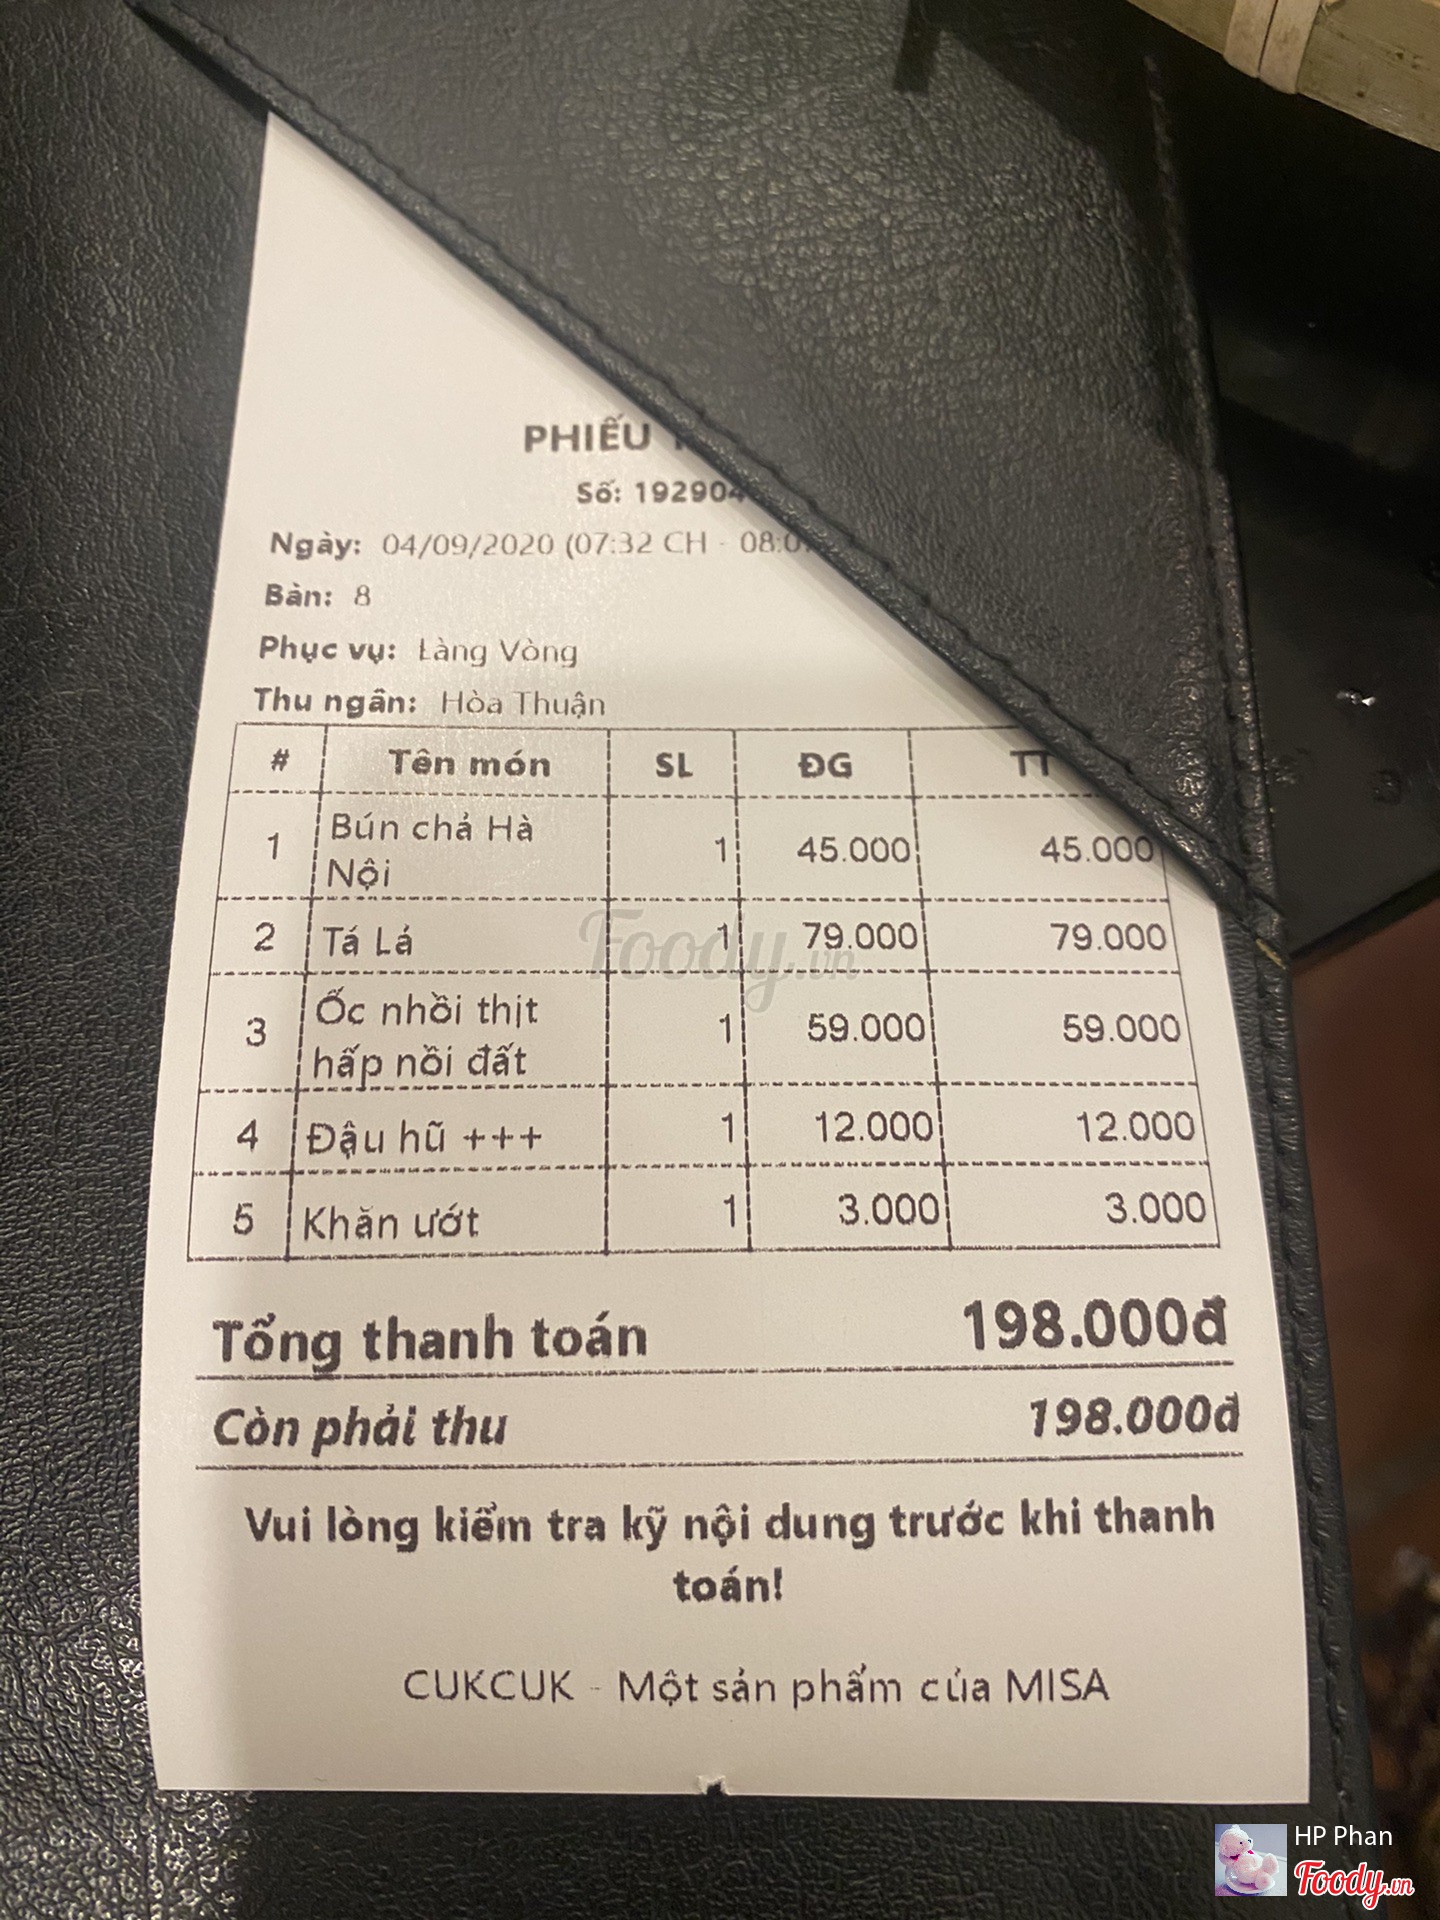 PHIẾU
Số: 192904
Ngày: 04/09/2020 (07:32 CH - 08:0
Bàn: 8
Phục vụ: Làng Vòng
Thu ngân: Hòa Thuận
# Tên món SL ĐG TT
1 Bún chả Hà Nội 1 45.000 45.000
2 Tá Lả 1 79.000 79.000
3 Ốc nhồi thịt hấp nồi đất 1 59.000 59.000
4 Đậu hũ +++ 1 12.000 12.000
5 Khăn ướt 1 3.000 3.000
Foody.vn
Tổng thanh toán 198.000đ
Còn phải thu 198.000đ
Vui lòng kiểm tra kỹ nội dung trước khi thanh
toán!
CUKCUK - Một sản phẩm của MISA
HP Phan
Foody.vn